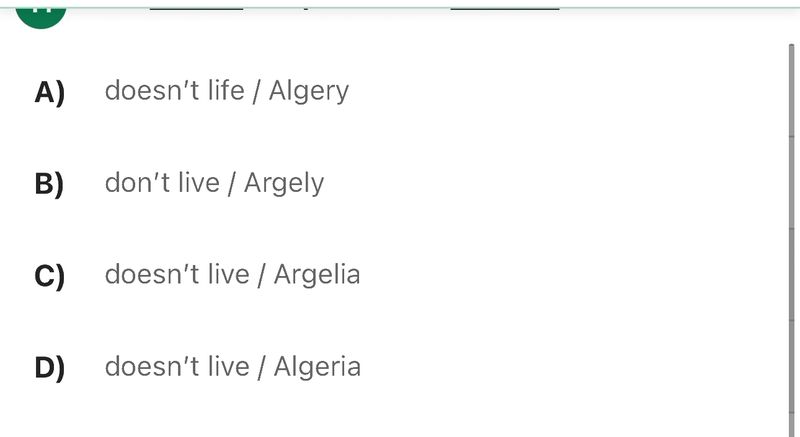 A) doesn't life / Algery
B) don't live / Argely
C) doesn't live / Argelia
D) doesn't live / Algeria